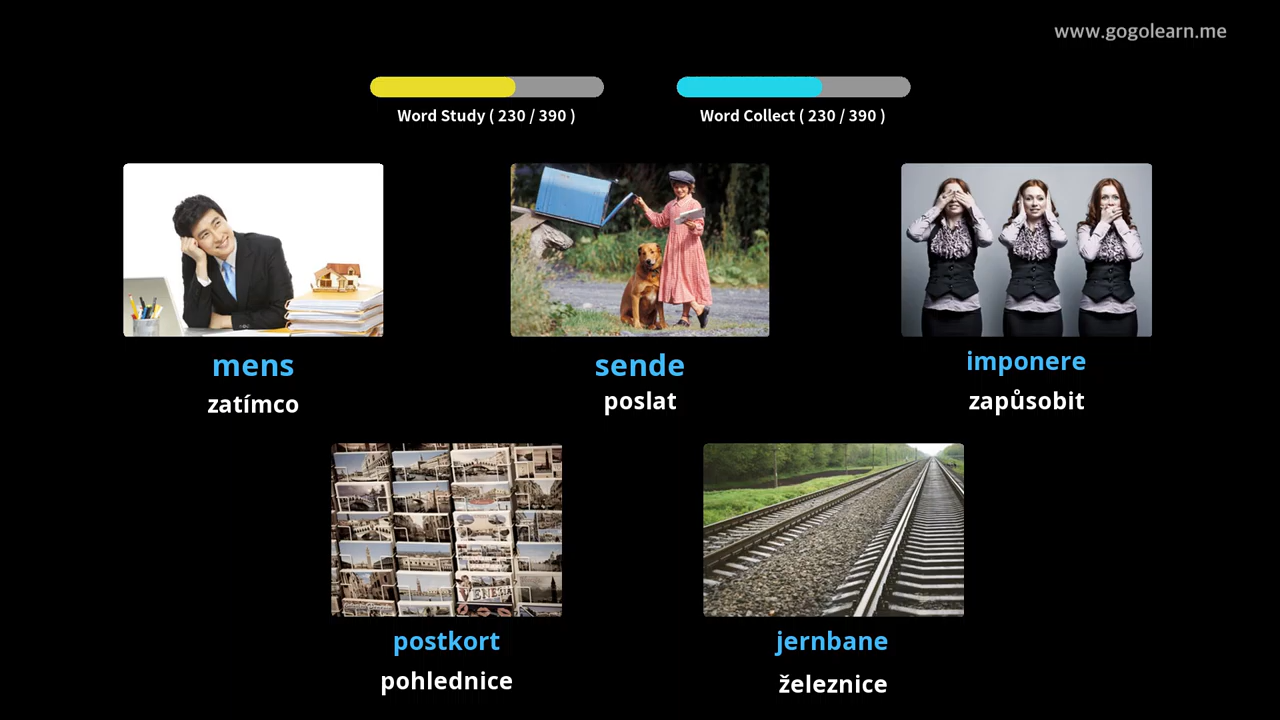 www.gogolearn.me
Word Study ( 230 / 390 )
Word Collect ( 230 / 390 )
mens
zatímco
sende
poslat
imponere
zapůsobit
postkort
pohlednice
jernbane
železnice